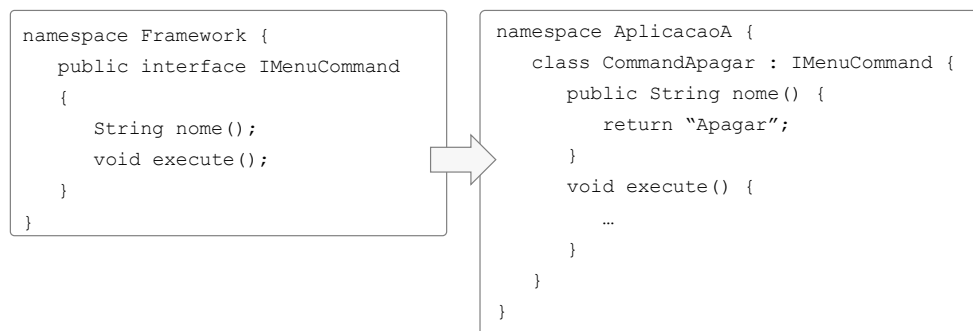 namespace Framework {
public interface IMenuCommand
{
String nome();
void execute();
}
}
namespace AplicacaoA {
class CommandApagar : IMenuCommand {
public String nome() {
return “Apagar”;
}
void execute() {
…
}
}
}